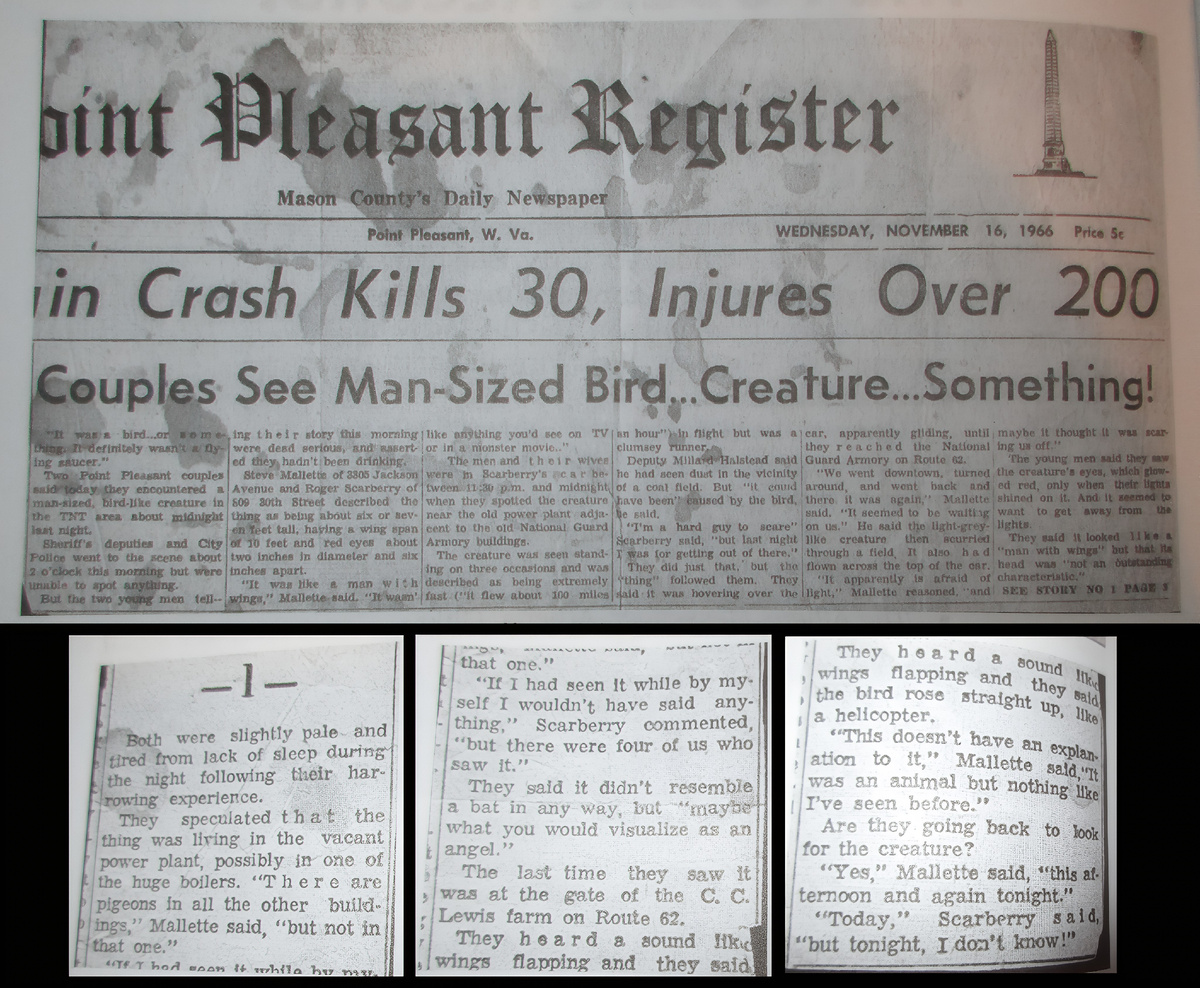 oint Pleasant Register
Mason County's Daily Newspaper
Point Pleasant, W. Va.
WEDNESDAY, NOVEMBER 16, 1966 Price 5c
in Crash Kills 30, Injures Over 200
Couples See Man-Sized Bird...Creature...Something!
"It was a bird...or some-
thing. It definitely wasn't a fly-
ing saucer."
Two Point Pleasant couples
said today they encountered a
man-sized, bird-like creature in
the TNT area about midnight
last night.
Sheriff's deputies and City
Police went to the scene about
2 o'clock this morning but were
unable to spot anything.
But the two young men tell-
ing their story this morning
were dead serious, and assert-
ed they hadn't been drinking.
Steve Mallette of 3305 Jackson
Avenue and Roger Scarberry of
809 30th Street described the
thing as being about six or sev-
en feet tall, having a wing span
of 10 feet and red eyes about
two inches in diameter and six
inches apart.
"It was like a man with
wings," Mallette said. "It wasn'
like anything you'd see on TV
or in a monster movie.."
The men and their wives
were in Scarberry's car be-
tween 11:30 p.m. and midnight
when they spotted the creature
near the old power plant adja-
cent to the old National Guard
Armory buildings.
The creature was seen stand-
ing on three occasions and was
described as being extremely
fast ("it flew about 100 miles
an hour") in flight but was a
clumsey runner.
Deputy Millard Halstead said
he had seen dust in the vicinity
of a coal field. But "it could
have been" caused by the bird,
he said.
"I'm a hard guy to scare"
Scarberry said, "but last night
I was for getting out of there."
They did just that, but the
"thing" followed them. They
said it was hovering over the
car, apparently gliding, until
they reached the National
Guard Armory on Route 62.
"We went downtown, turned
around, and went back and
there it was again," Mallette
said. "It seemed to be waiting
on us." He said the light-grey-
like creature then scurried
through a field. It also had
flown across the top of the car.
"It apparently is afraid of
light," Mallette reasoned, "and
maybe it thought it was scar-
ing us off."
The young men said they saw
the creature's eyes, which glow-
ed red, only when their lights
shined on it. And it seemed to
want to get away from the
lights.
They said it looked like a
"man with wings" but that its
head was "not an outstanding
characteristic."
SEE STORY NO 1 PAGE 5
—1—
Both were slightly pale and
tired from lack of sleep during
the night following their har-
rowing experience.
They speculated that the
thing was living in the vacant
power plant, possibly in one of
the huge boilers. "There are
pigeons in all the other build-
ings," Mallette said, "but not in
that one."
"If I had seen it while by my-
that one."
"If I had seen it while by my-
self I wouldn't have said any-
thing," Scarberry commented,
"but there were four of us who
saw it."
They said it didn't resemble
a bat in any way, but "maybe
what you would visualize as an
angel."
The last time they saw it
was at the gate of the C. C.
Lewis farm on Route 62.
They heard a sound like
wings flapping and they said
They heard a sound like
wings flapping and they said
the bird rose straight up, like
a helicopter.
"This doesn't have an explan-
ation to it," Mallette said,"It
was an animal but nothing like
I've seen before."
Are they going back to look
for the creature?
"Yes," Mallette said, "this af-
ternoon and again tonight."
"Today," Scarberry said,
"but tonight, I don't know!"